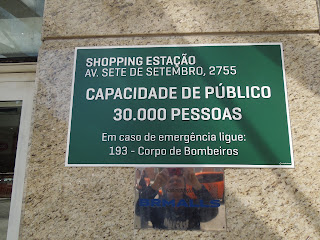 SHOPPING ESTAÇÃO
AV. SETE DE SETEMBRO, 2755
CAPACIDADE DE PÚBLICO
30.000 PESSOAS
Em caso de emergência ligue:
193 - Corpo de Bombeiros